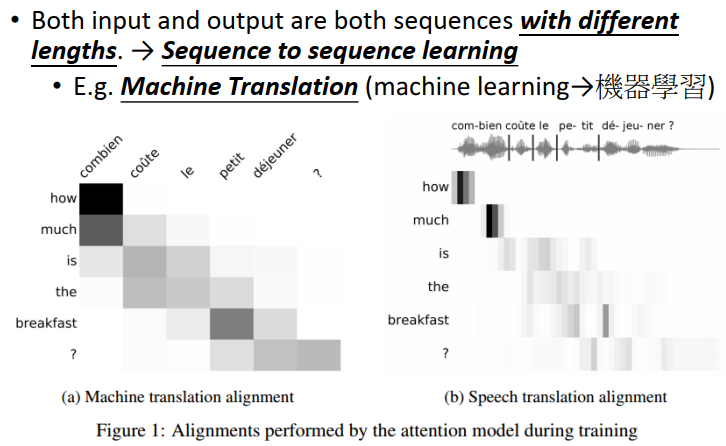 • Both input and output are both sequences with different
lengths. → Sequence to sequence learning
• E.g. Machine Translation (machine learning→機器學習)
combien coûte le petit déjeuner ?
how
much
is
the
breakfast
?
(a) Machine translation alignment
com-bien coûte le pe- tit dé- jeu- ner ?
how
much
is
the
breakfast
?
(b) Speech translation alignment
Figure 1: Alignments performed by the attention model during training